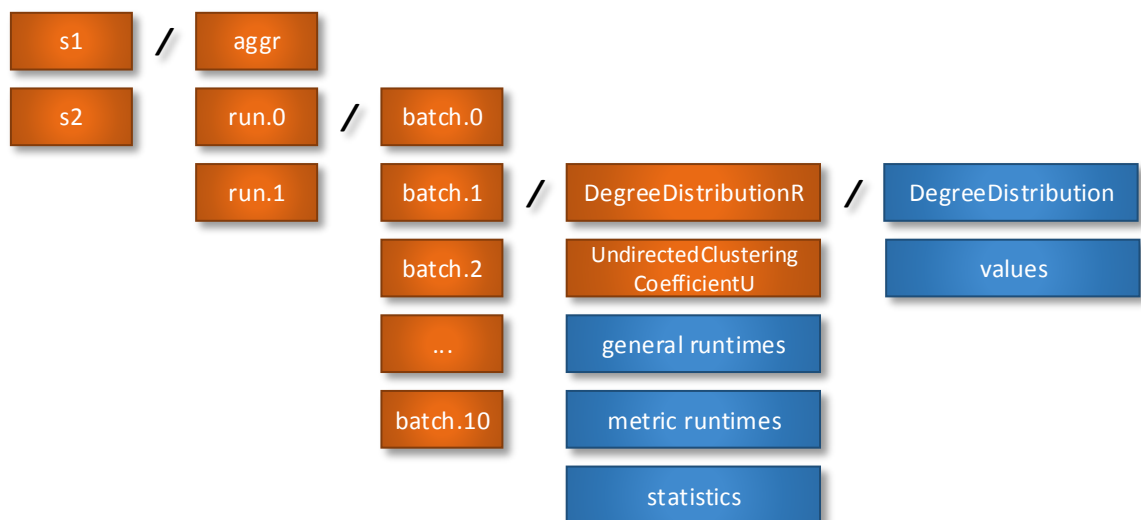 s1 / aggr
s2 run.0 / batch.0
run.1 batch.1 / DegreeDistributionR / DegreeDistribution
batch.2 UndirectedClustering
CoefficientU values
... general runtimes
batch.10 metric runtimes
statistics